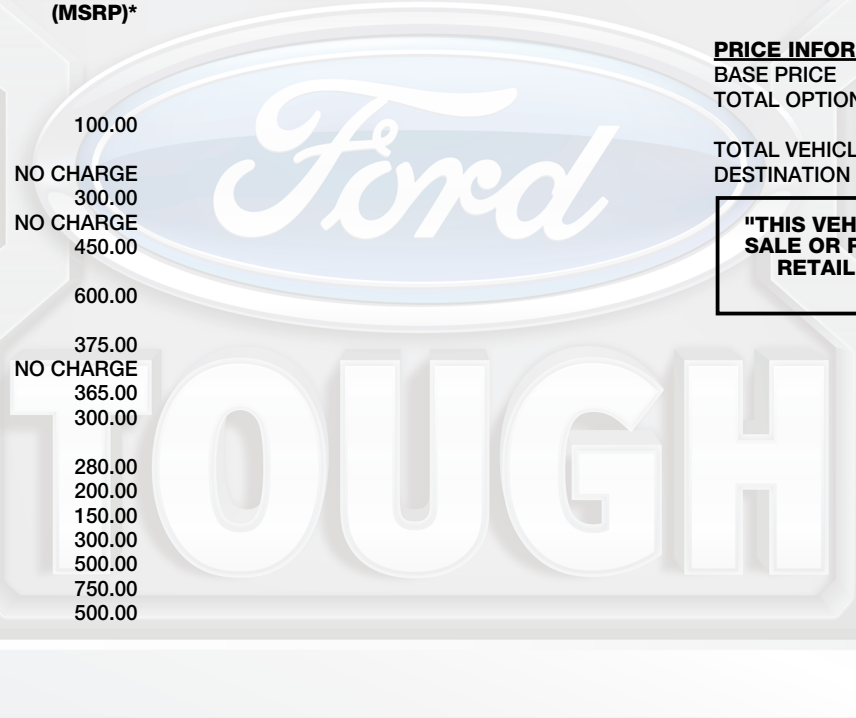 (MSRP)*
100.00
NO CHARGE
300.00
NO CHARGE
450.00
600.00
375.00
NO CHARGE
365.00
300.00
280.00
200.00
150.00
300.00
500.00
750.00
500.00
PRICE INFOR
BASE PRICE
TOTAL OPTION
TOTAL VEHICL
DESTINATION
"THIS VEH
SALE OR
RETAIL
Ford
TOUGH